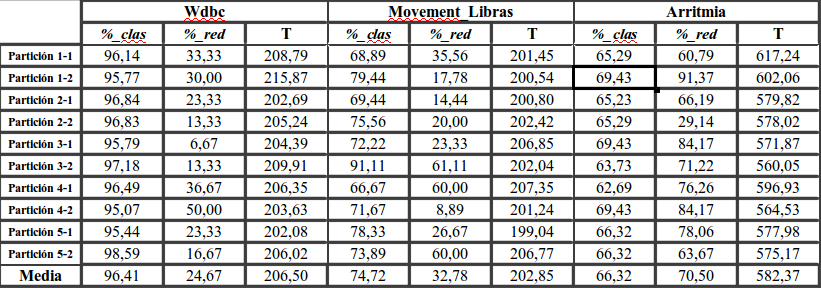 Wdbc Movement_Libras Arritmia
%_clas %_red T %_clas %_red T %_clas %_red T
Partición 1-1 96,14 33,33 208,79 68,89 35,56 201,45 65,29 60,79 617,24
Partición 1-2 95,77 30,00 215,87 79,44 17,78 200,54 69,43 91,37 602,06
Partición 2-1 96,84 23,33 202,69 69,44 14,44 200,80 65,23 66,19 579,82
Partición 2-2 96,83 13,33 205,24 75,56 20,00 202,42 65,29 29,14 578,02
Partición 3-1 95,79 6,67 204,39 72,22 23,33 206,85 69,43 84,17 571,87
Partición 3-2 97,18 13,33 209,91 91,11 61,11 202,04 63,73 71,22 560,05
Partición 4-1 96,49 36,67 206,35 66,67 60,00 207,35 62,69 76,26 596,93
Partición 4-2 95,07 50,00 203,63 71,67 8,89 201,24 69,43 84,17 564,53
Partición 5-1 95,44 23,33 202,08 78,33 26,67 199,04 66,32 78,06 577,98
Partición 5-2 98,59 16,67 206,02 73,89 60,00 206,77 66,32 63,67 575,17
Media 96,41 24,67 206,50 74,72 32,78 202,85 66,32 70,50 582,37